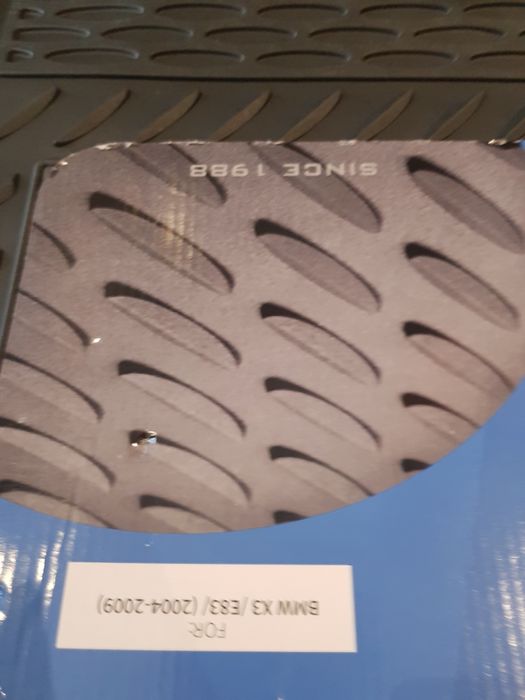 FOR:
BMW X3 /E83/ (2004-2009)
SINCE 1988